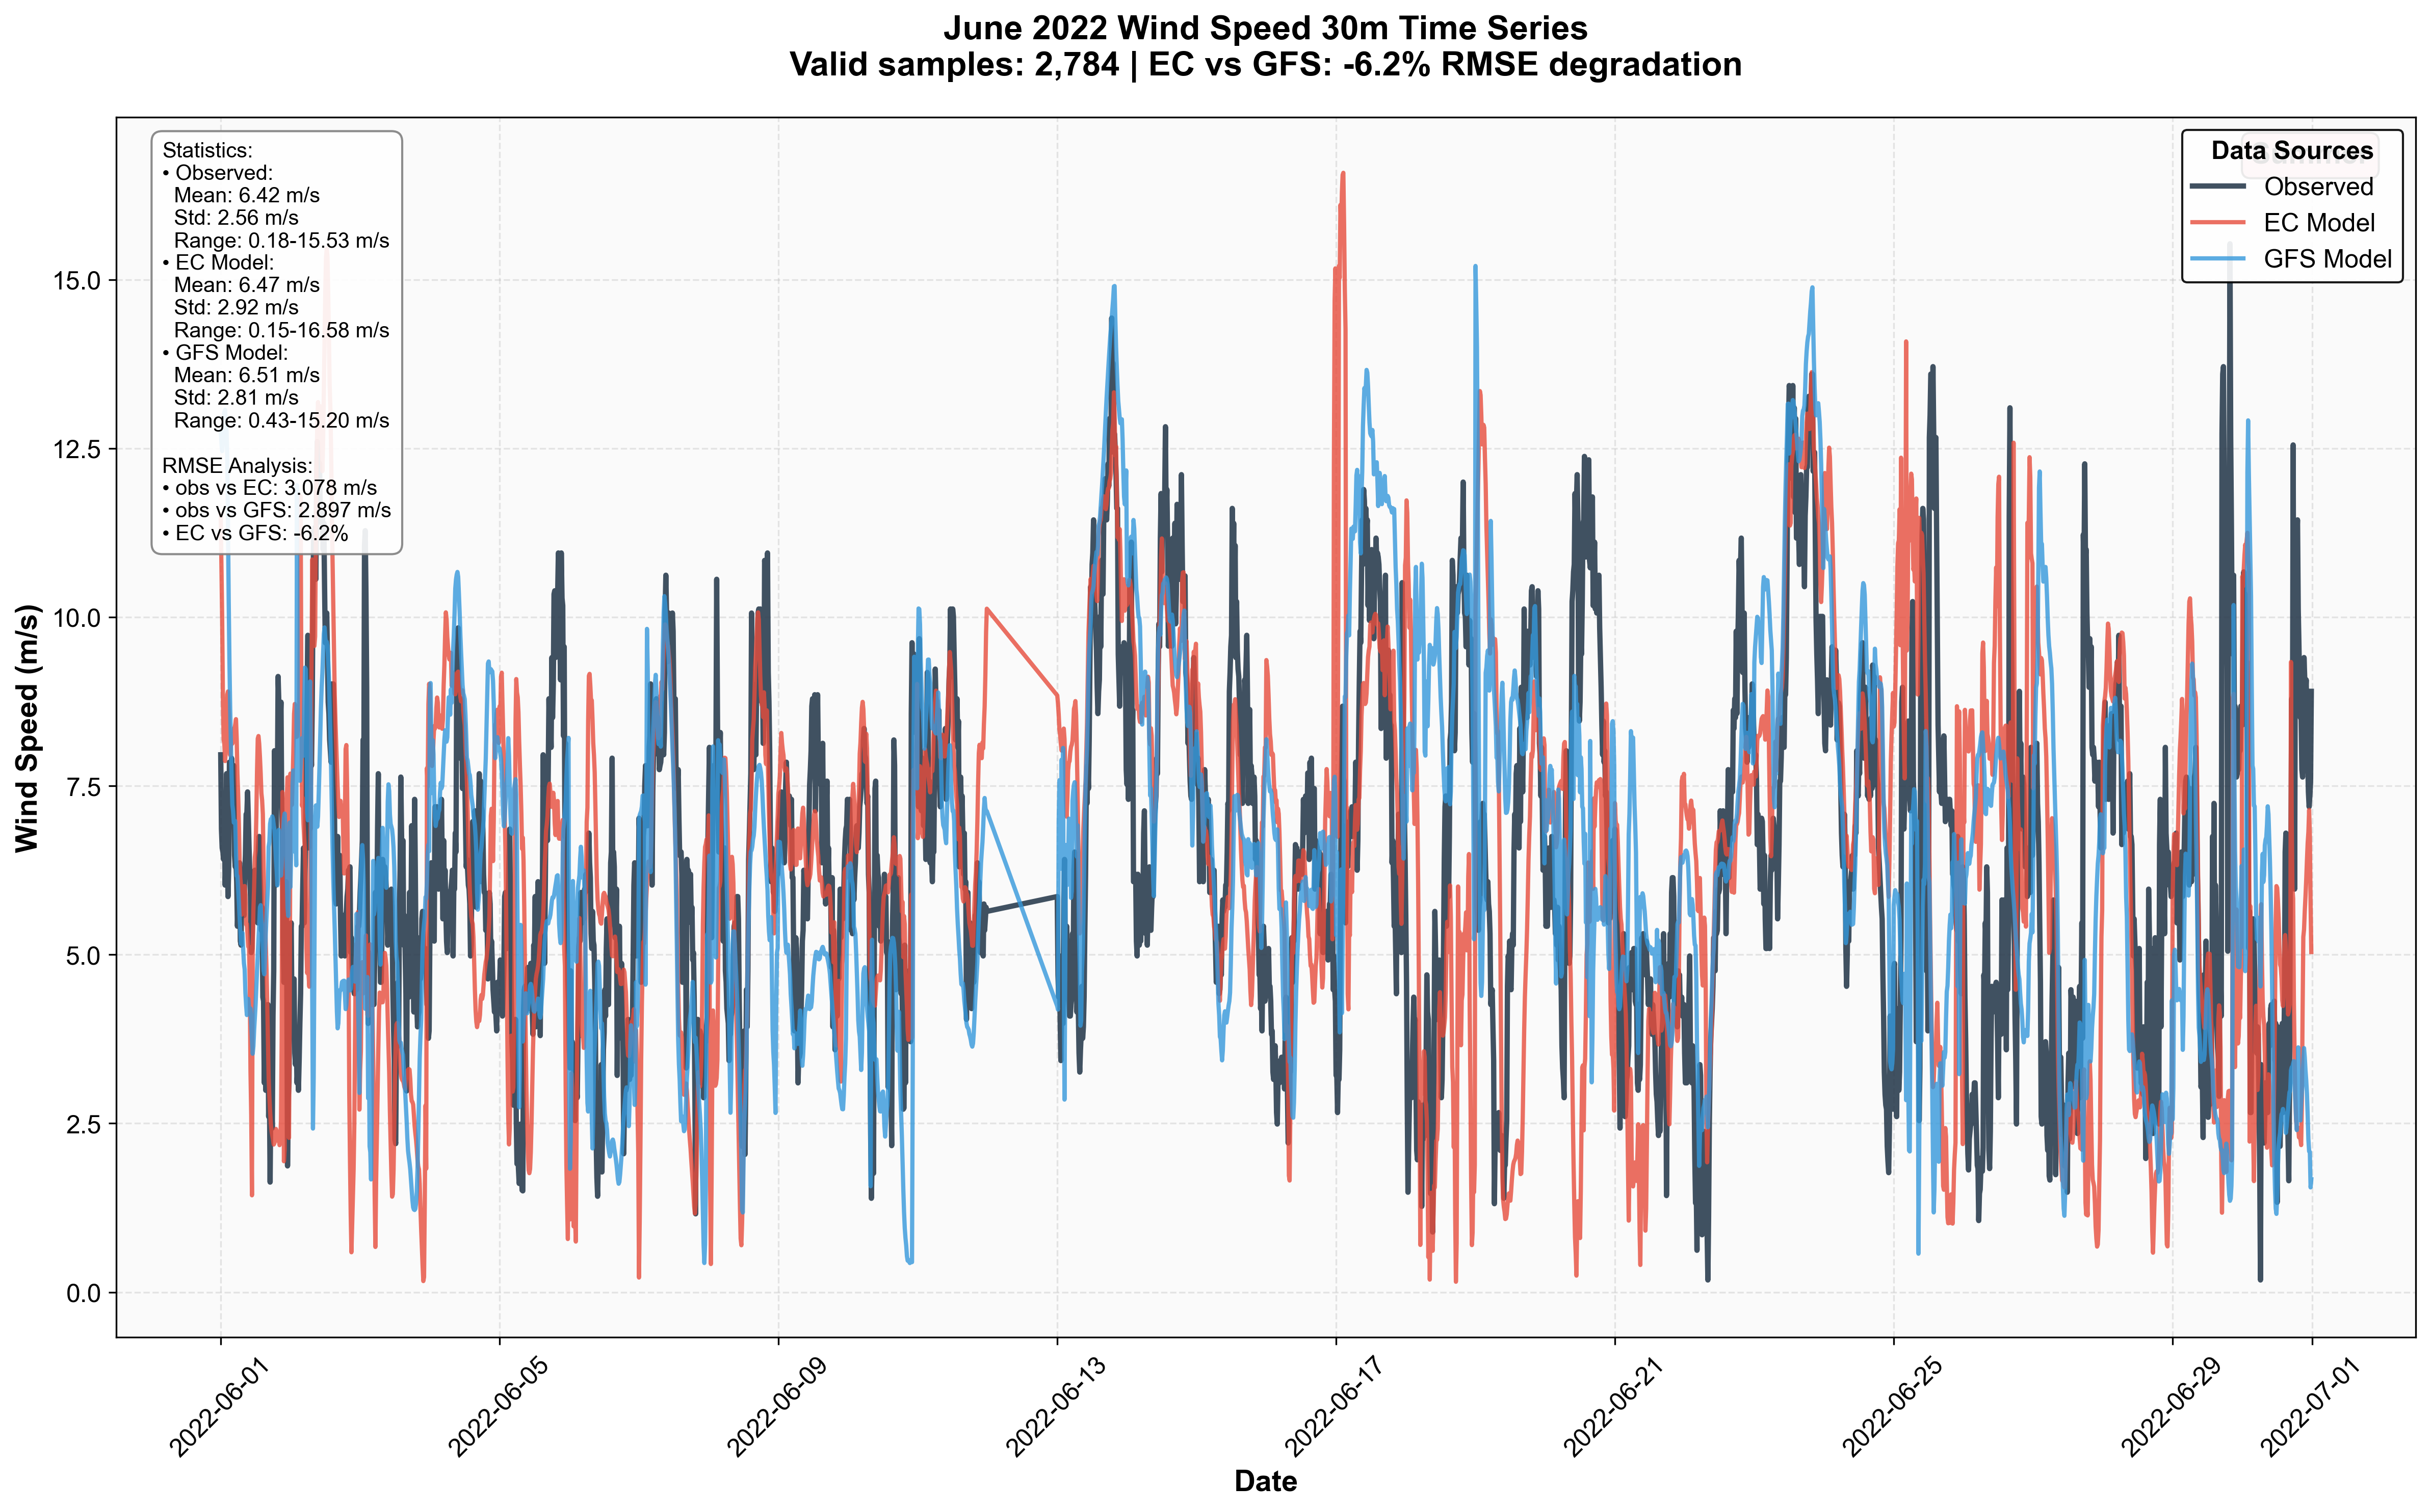 June 2022 Wind Speed 30m Time Series
Valid samples: 2,784 | EC vs GFS: -6.2% RMSE degradation
Statistics:
• Observed:
Mean: 6.42 m/s
Std: 2.56 m/s
Range: 0.18-15.53 m/s
• EC Model:
Mean: 6.47 m/s
Std: 2.92 m/s
Range: 0.15-16.58 m/s
• GFS Model:
Mean: 6.51 m/s
Std: 2.81 m/s
Range: 0.43-15.20 m/s
RMSE Analysis:
• obs vs EC: 3.078 m/s
• obs vs GFS: 2.897 m/s
• EC vs GFS: -6.2%
Data Sources
Observed
EC Model
GFS Model
Wind Speed (m/s)
15.0
12.5
10.0
7.5
5.0
2.5
0.0
2022-06-01
2022-06-05
2022-06-09
2022-06-13
2022-06-17
2022-06-21
2022-06-25
2022-06-29
2022-07-01
Date